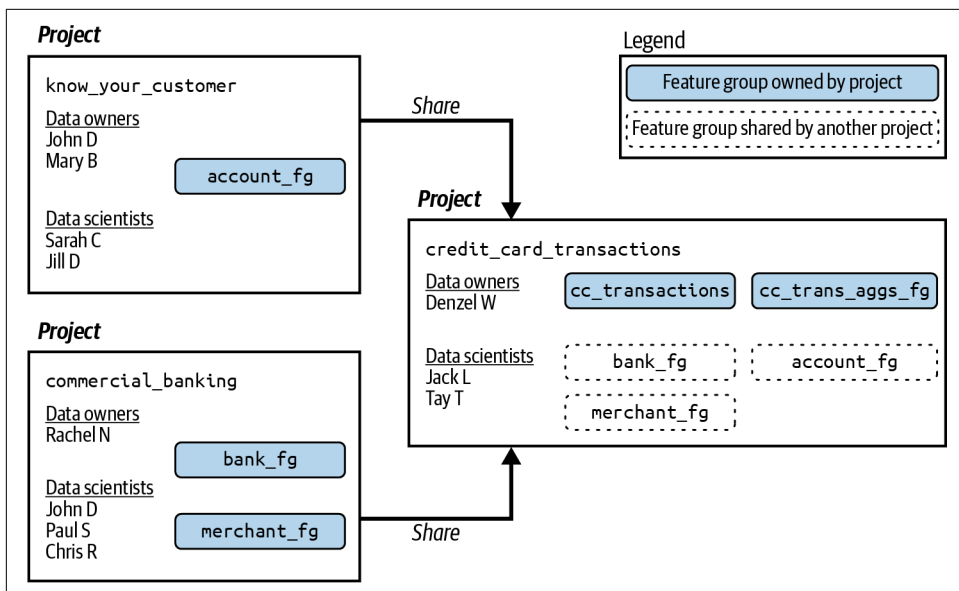 Project
know_your_customer
Data owners
John D
Mary B
account_fg
Data scientists
Sarah C
Jill D
Share
Legend
Feature group owned by project
Feature group shared by another project
Project
credit_card_transactions
Data owners
Denzel W
cc_transactions
cc_trans_aggs_fg
Data scientists
Jack L
Tay T
bank_fg
account_fg
merchant_fg
Project
commercial_banking
Data owners
Rachel N
bank_fg
Data scientists
John D
Paul S
Chris R
merchant_fg
Share